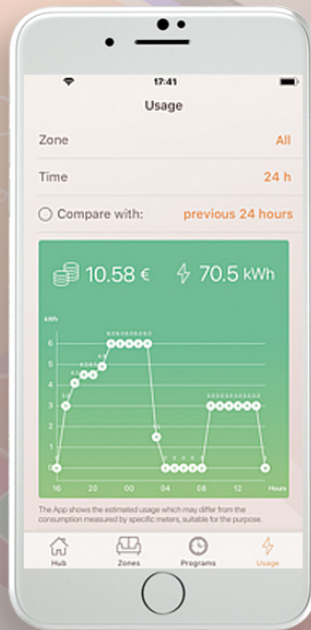 17:41
Usage
Zone All
Time 24 h
Compare with: previous 24 hours
10.58 € 70.5 kWh
kWh
6
5
4
3
2
1
0
16 20 00 04 08 12 Hours
The App shows the estimated usage which may differ from the
consumption measured by specific meters, suitable for the purpose.
Hub Zones Programs Usage